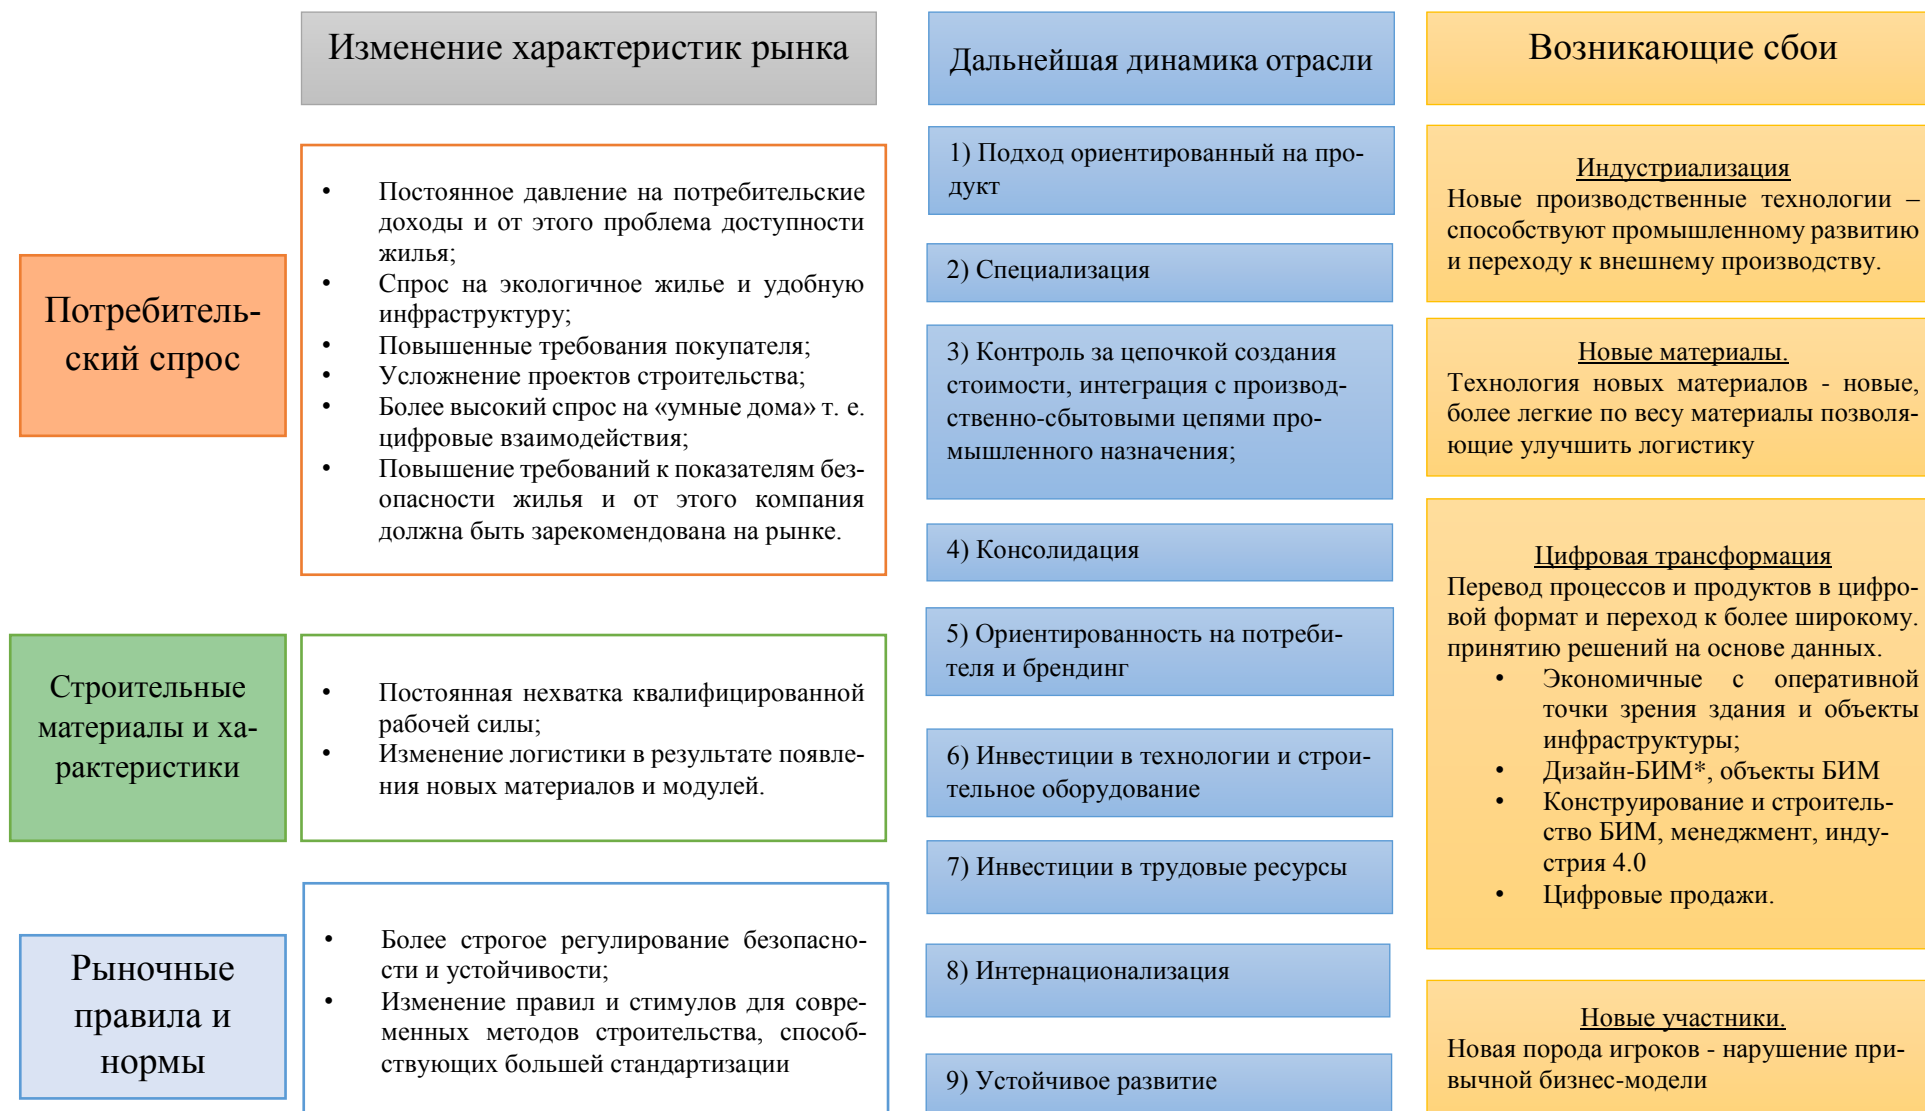 Изменение характеристик рынка
Дальнейшая динамика отрасли
Возникающие сбои
Потребитель-
ский спрос
• Постоянное давление на потребительские
доходы и от этого проблема доступности
жилья;
• Спрос на экологичное жилье и удобную
инфраструктуру;
• Повышенные требования покупателя;
• Усложнение проектов строительства;
• Более высокий спрос на «умные дома» т. е.
цифровые взаимодействия;
• Повышение требований к показателям без-
опасности жилья и от этого компания
должна быть зарекомендована на рынке.
Строительные
материалы и ха-
рактеристики
• Постоянная нехватка квалифицированной
рабочей силы;
• Изменение логистики в результате появле-
ния новых материалов и модулей.
Рыночные
правила и
нормы
• Более строгое регулирование безопасно-
сти и устойчивости;
• Изменение правил и стимулов для совре-
менных методов строительства, способ-
ствующих большей стандартизации
1) Подход ориентированный на про-
дукт
2) Специализация
3) Контроль за цепочкой создания
стоимости, интеграция с производ-
ственно-сбытовыми цепями про-
мышленного назначения;
4) Консолидация
5) Ориентированность на потреби-
теля и брендинг
6) Инвестиции в технологии и строи-
тельное оборудование
7) Инвестиции в трудовые ресурсы
8) Интернационализация
9) Устойчивое развитие
Индустриализация
Новые производственные технологии –
способствуют промышленному развитию
и переходу к внешнему производству.
Новые материалы.
Технология новых материалов - новые,
более легкие по весу материалы позволя-
ющие улучшить логистику
Цифровая трансформация
Перевод процессов и продуктов в цифро-
вой формат и переход к более широкому.
принятию решений на основе данных.
• Экономичные с оперативной
точки зрения здания и объекты
инфраструктуры;
• Дизайн-БИМ*, объекты БИМ
• Конструирование и строитель-
ство БИМ, менеджмент, инду-
стрия 4.0
• Цифровые продажи.
Новые участники.
Новая порода игроков - нарушение при-
вычной бизнес-модели